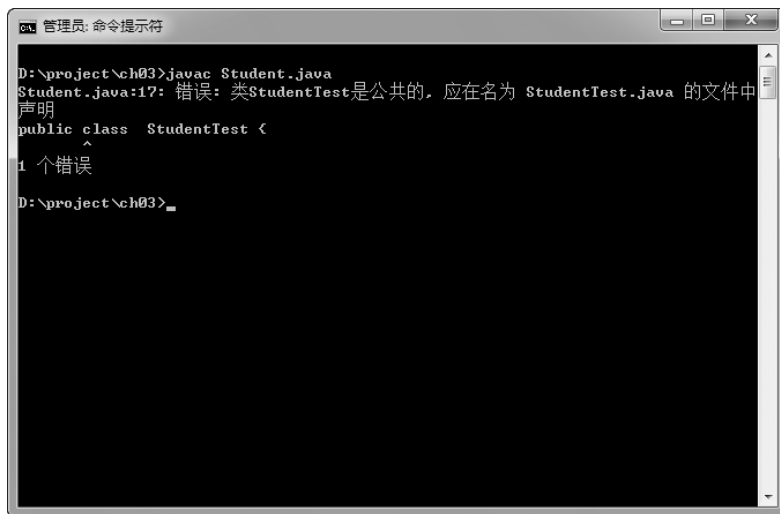 管理员: 命令提示符
D:\project\ch03>javac Student.java
Student.java:17: 错误: 类StudentTest是公共的, 应在名为 StudentTest.java 的文件中
声明
public class  StudentTest {
       ^
1 个错误
D:\project\ch03>_